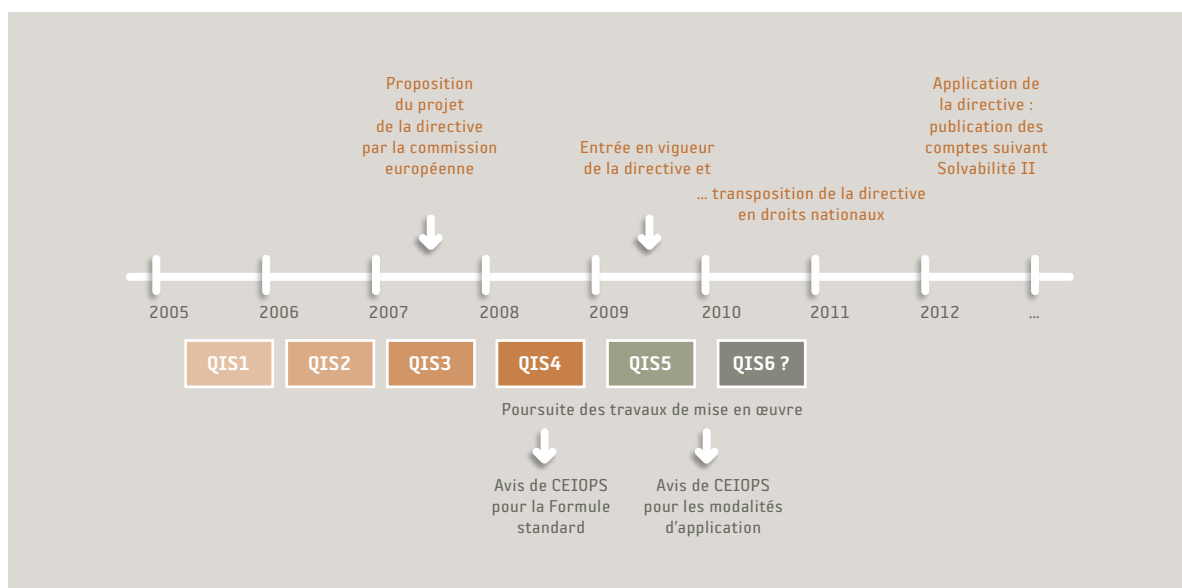 Proposition
du projet
de la directive
par la commission
européenne
Entrée en vigueur
de la directive et
... transposition de la directive
en droits nationaux
Application de
la directive :
publication des
comptes suivant
Solvabilité II
2005
2006
2007
2008
2009
2010
2011
2012
...
QIS1
QIS2
QIS3
QIS4
QIS5
QIS6 ?
Poursuite des travaux de mise en œuvre
Avis de CEIOPS
pour la Formule
standard
Avis de CEIOPS
pour les modalités
d’application